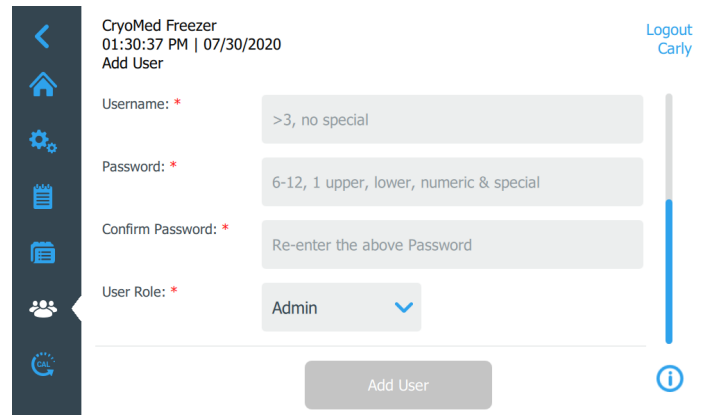 CryoMed Freezer
01:30:37 PM | 07/30/2020
Add User
Logout
Carly
Username: *
>3, no special
Password: *
6-12, 1 upper, lower, numeric & special
Confirm Password: *
Re-enter the above Password
User Role: *
Admin
CAL
Add User